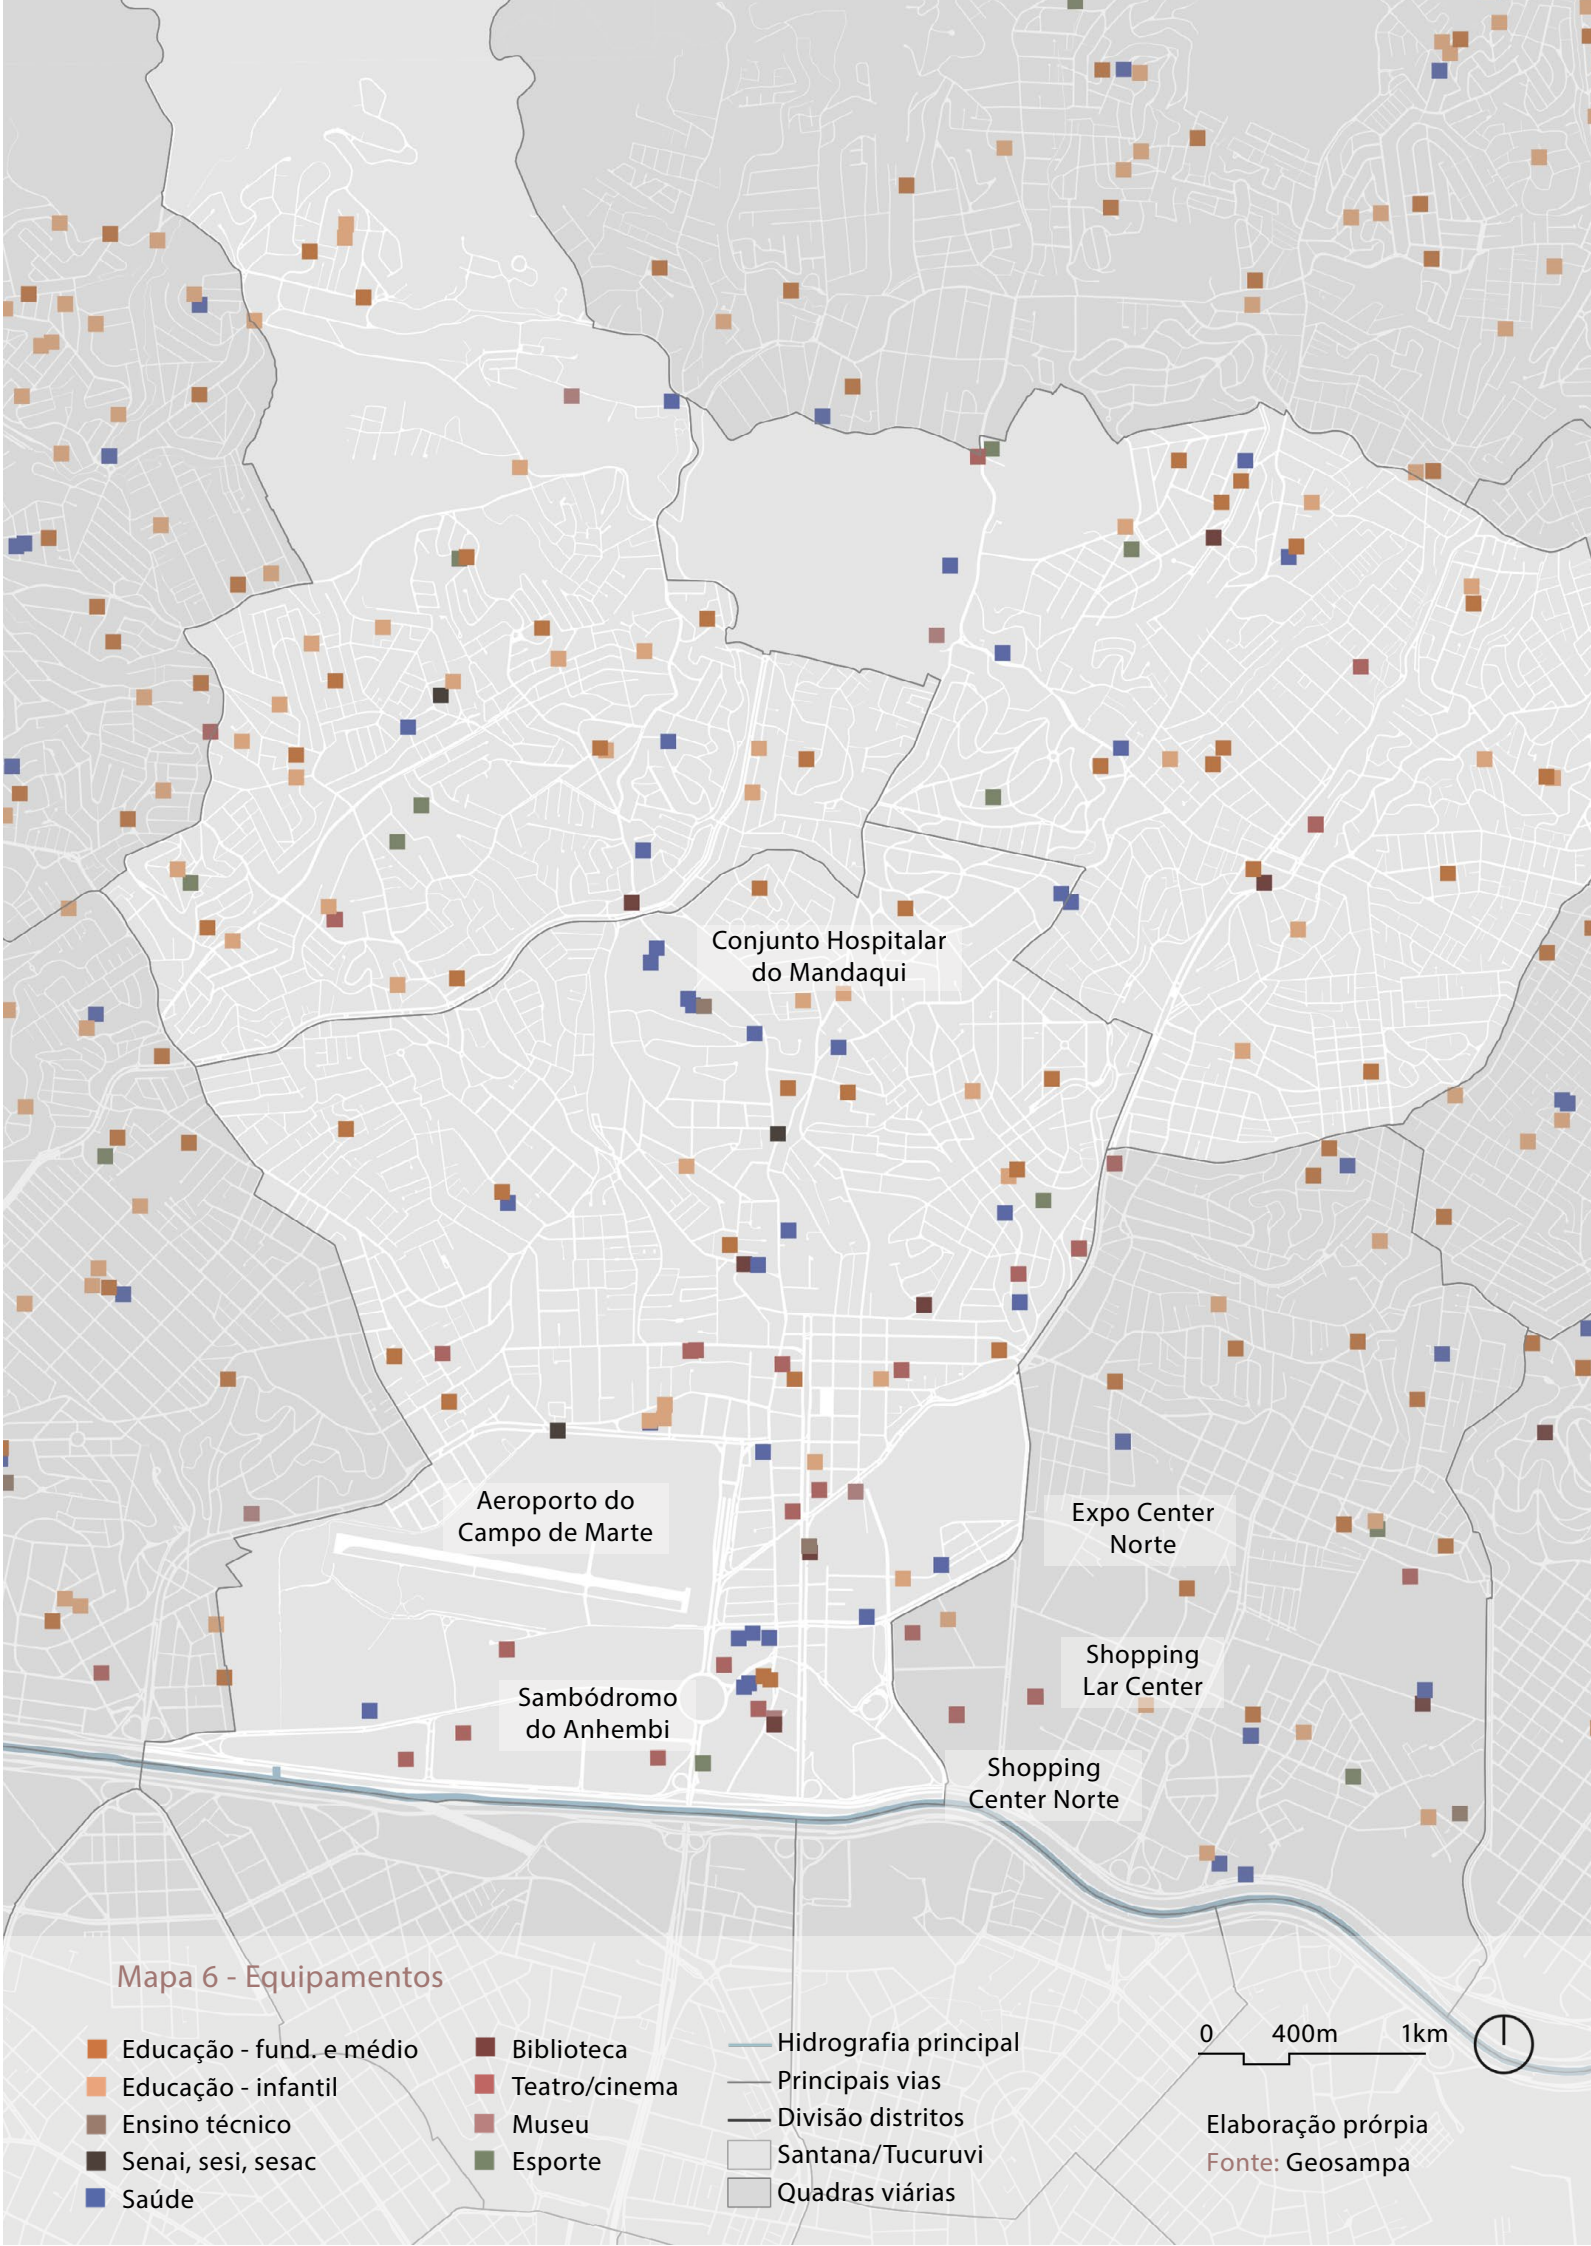 Conjunto Hospitalar
do Mandaqui
Aeroporto do
Campo de Marte
Expo Center
Norte
Shopping
Lar Center
Sambódromo
do Anhembi
Shopping
Center Norte
Mapa 6 - Equipamentos
Educação - fund. e médio
Educação - infantil
Ensino técnico
Senai, sesi, sesac
Saúde
Biblioteca
Teatro/cinema
Museu
Esporte
Hidrografia principal
Principais vias
Divisão distritos
Santana/Tucuruvi
Quadras viárias
0 400m 1km
Elaboração prórpia
Fonte: Geosampa